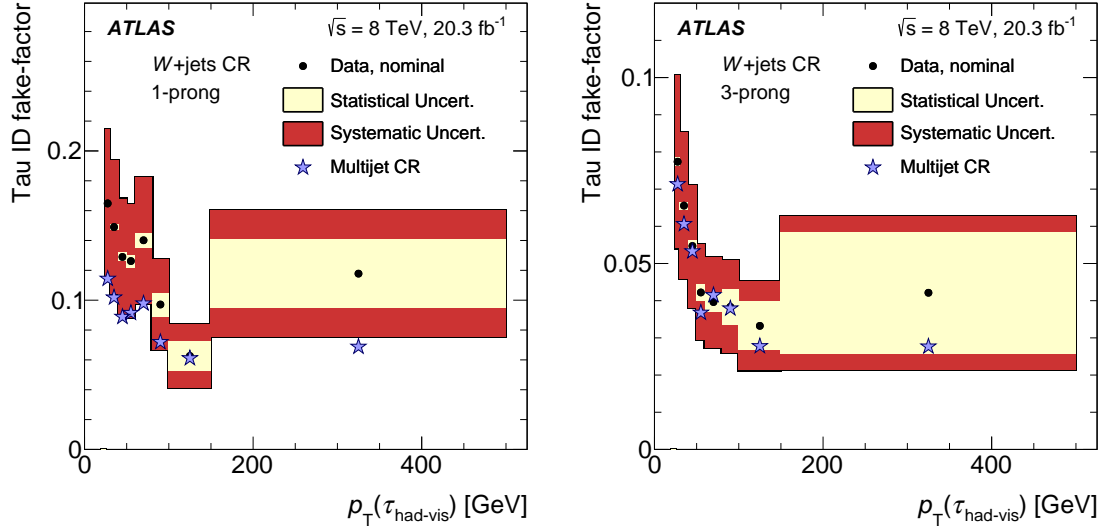 ATLAS
√s = 8 TeV, 20.3 fb⁻¹
W+jets CR
1-prong
Data, nominal
Statistical Uncert.
Systematic Uncert.
Multijet CR
Tau ID fake-factor
0.2
0.1
0
0 200 400
p_T(τ_had-vis) [GeV]
ATLAS
√s = 8 TeV, 20.3 fb⁻¹
W+jets CR
3-prong
Data, nominal
Statistical Uncert.
Systematic Uncert.
Multijet CR
Tau ID fake-factor
0.1
0.05
0
0 200 400
p_T(τ_had-vis) [GeV]